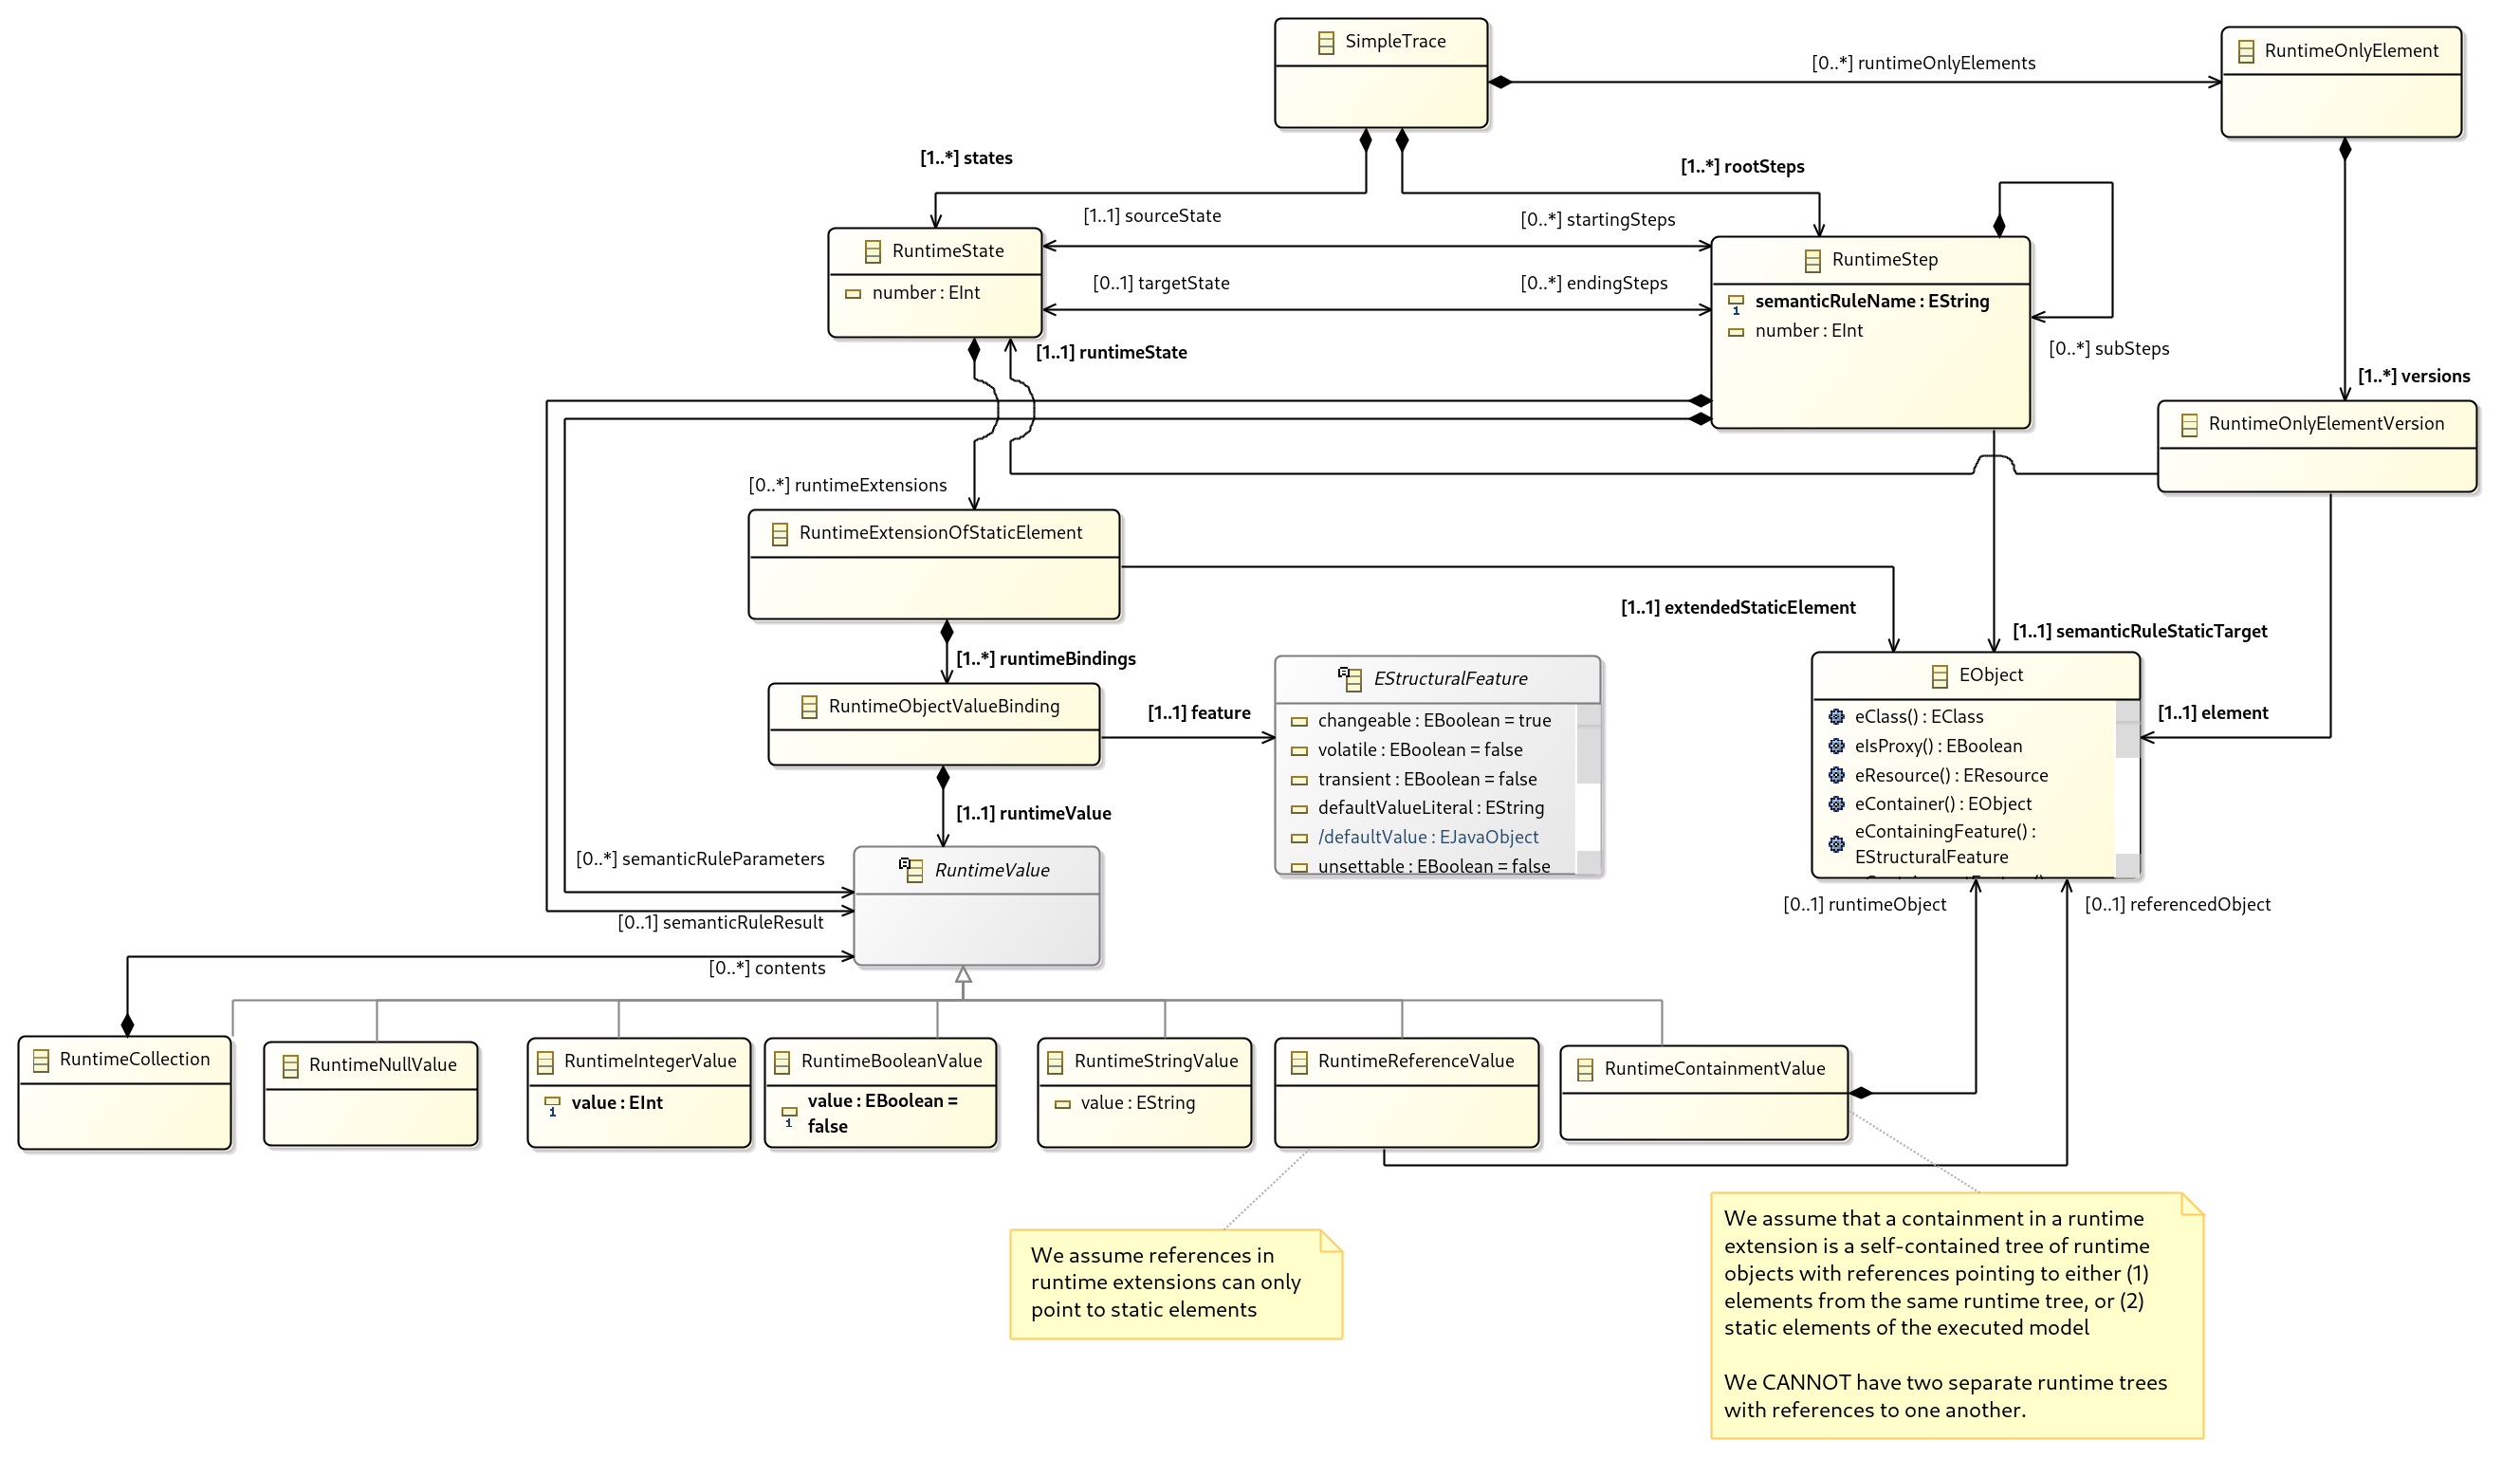 SimpleTrace
RuntimeOnlyElement
[0..*] runtimeOnlyElements
[1..*] states
[1..*] rootSteps
[1..1] sourceState
[0..*] startingSteps
RuntimeState
number : EInt
RuntimeStep
semanticRuleName : EString
number : EInt
[0..1] targetState
[0..*] endingSteps
[1..1] runtimeState
[0..*] subSteps
[1..*] versions
RuntimeOnlyElementVersion
[0..*] runtimeExtensions
RuntimeExtensionOfStaticElement
[1..1] extendedStaticElement
[1..1] semanticRuleStaticTarget
[1..*] runtimeBindings
RuntimeObjectValueBinding
[1..1] feature
EStructuralFeature
changeable : EBoolean = true
volatile : EBoolean = false
transient : EBoolean = false
defaultValueLiteral : EString
/defaultValue : EJavaObject
unsettable : EBoolean = false
EObject
eClass() : EClass
eIsProxy() : EBoolean
eResource() : EResource
eContainer() : EObject
eContainingFeature() :
EStructuralFeature
[1..1] element
[1..1] runtimeValue
[0..*] semanticRuleParameters
RuntimeValue
[0..1] semanticRuleResult
[0..*] contents
[0..1] runtimeObject
[0..1] referencedObject
RuntimeCollection
RuntimeNullValue
RuntimeIntegerValue
value : EInt
RuntimeBooleanValue
value : EBoolean =
false
RuntimeStringValue
value : EString
RuntimeReferenceValue
RuntimeContainmentValue
We assume references in
runtime extensions can only
point to static elements
We assume that a containment in a runtime
extension is a self-contained tree of runtime
objects with references pointing to either (1)
elements from the same runtime tree, or (2)
static elements of the executed model
We CANNOT have two separate runtime trees
with references to one another.